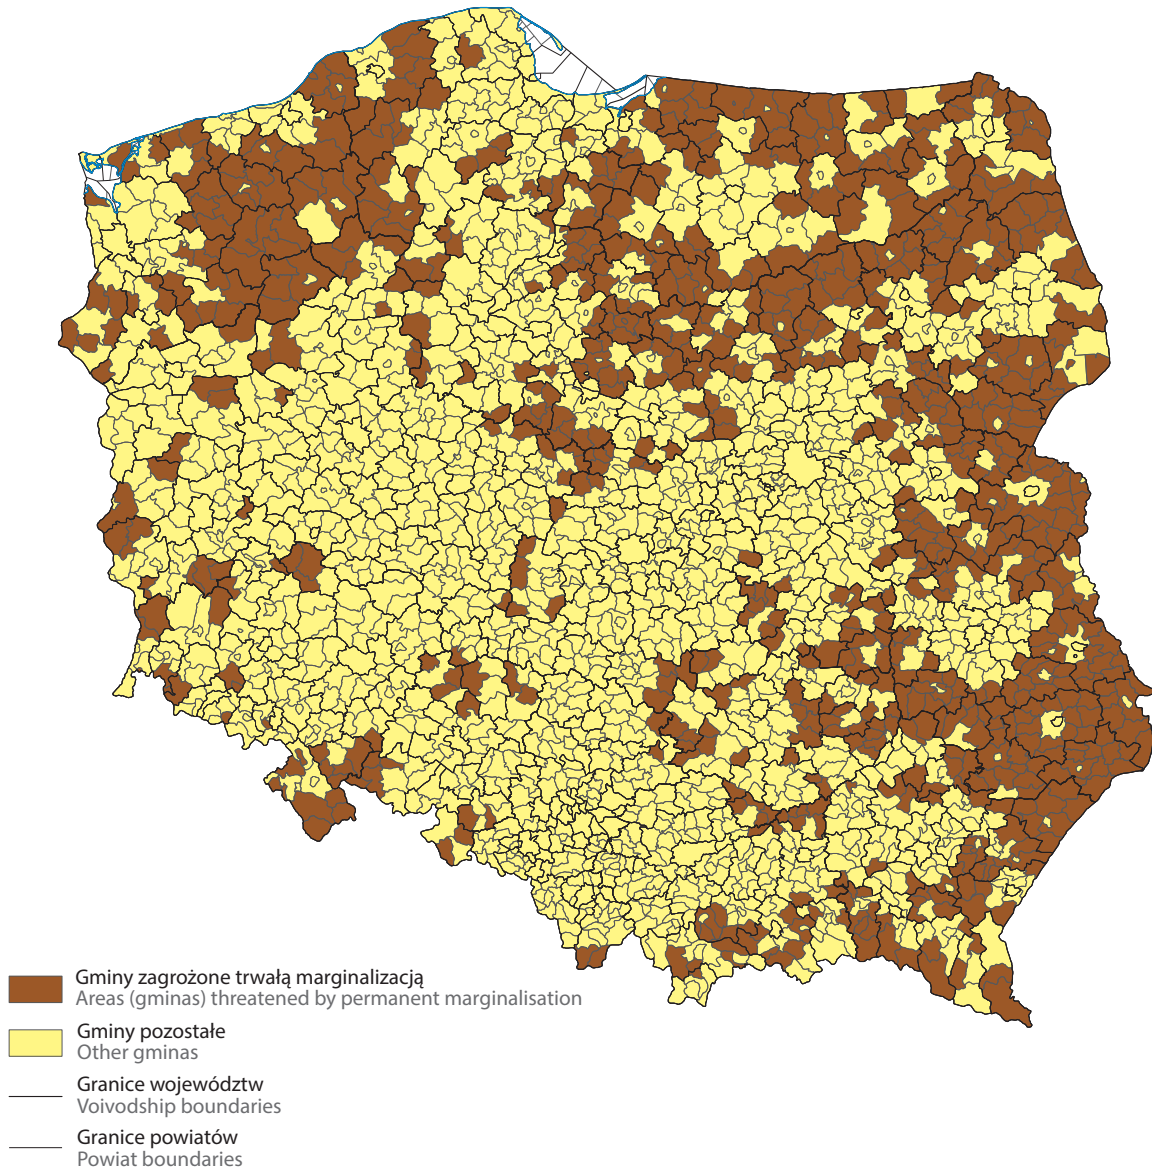 Gminy zagrożone trwałą marginalizacją
Areas (gminas) threatened by permanent marginalisation
Gminy pozostałe
Other gminas
Granice województw
Voivodship boundaries
Granice powiatów
Powiat boundaries